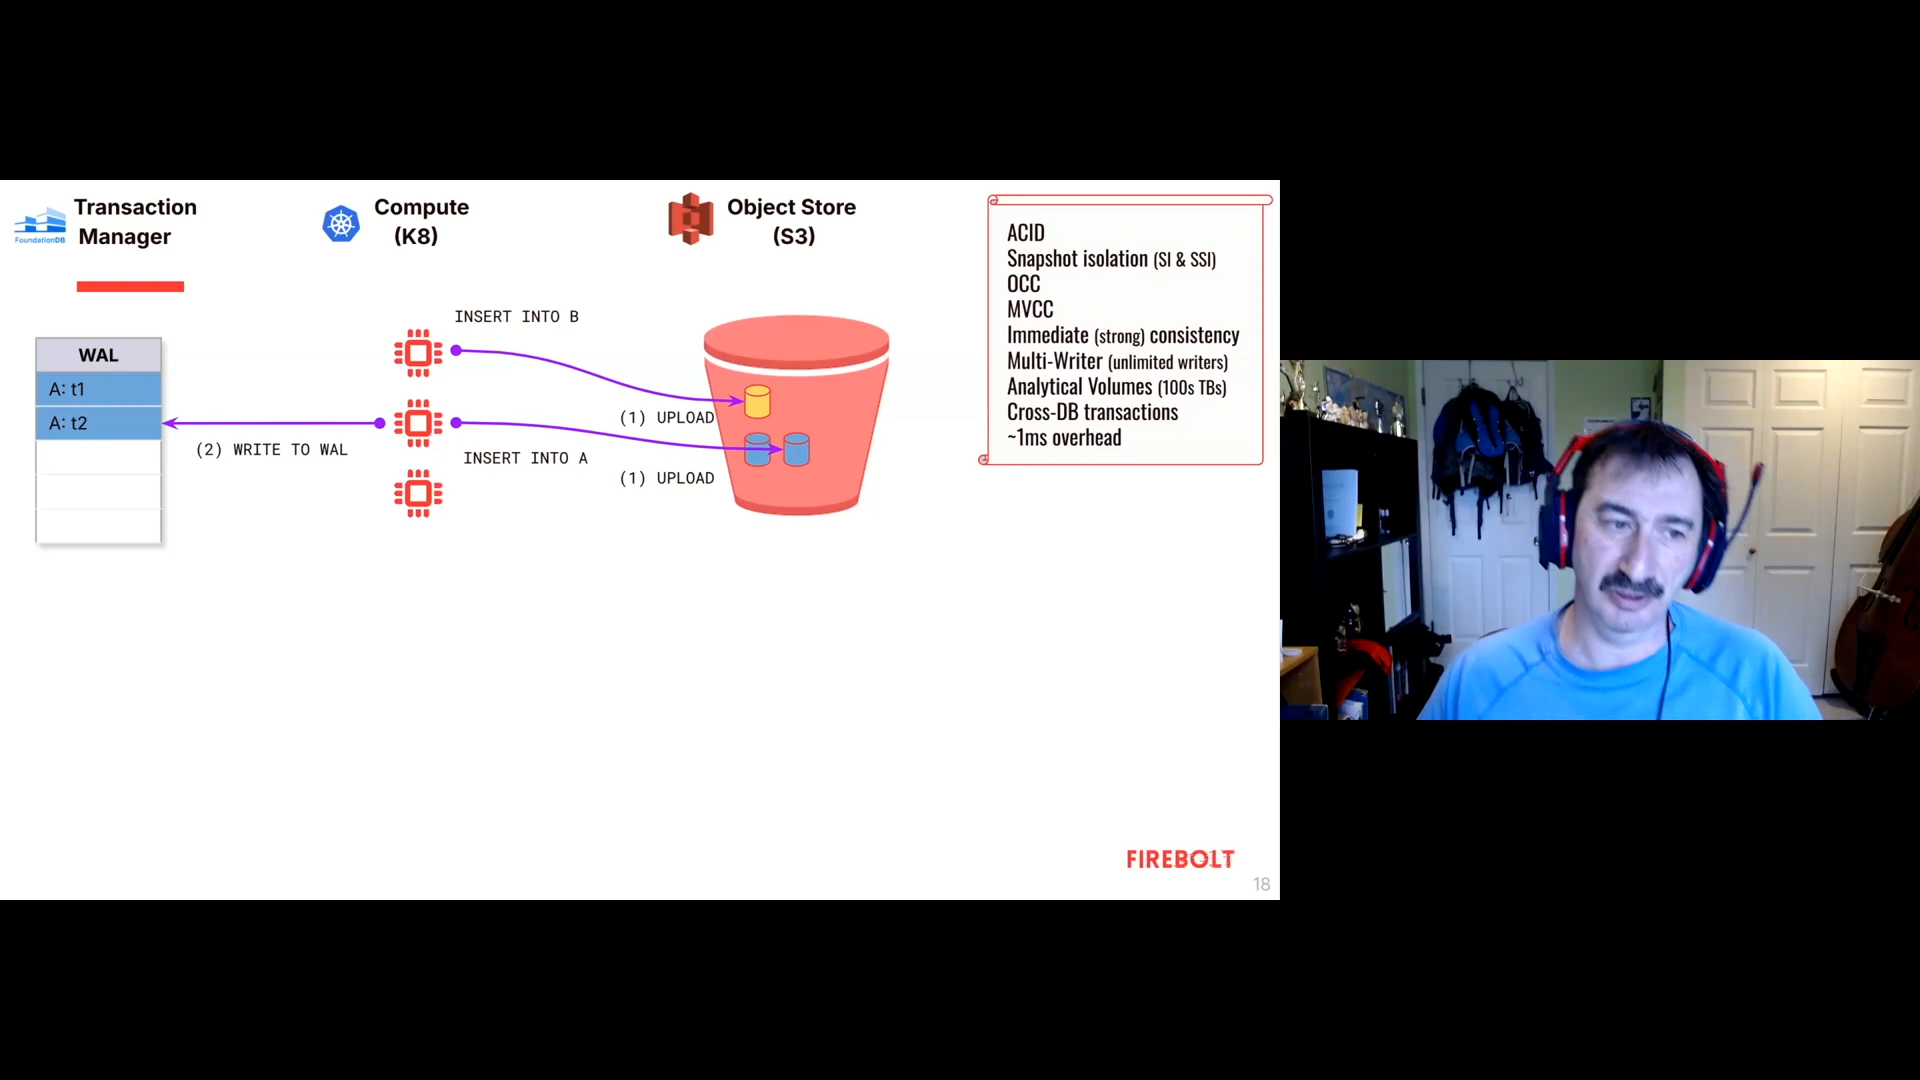 FoundationDB
Transaction
Manager
Compute
(K8)
Object Store
(S3)
WAL
A: t1
A: t2
(2) WRITE TO WAL
INSERT INTO B
(1) UPLOAD
INSERT INTO A
(1) UPLOAD
ACID
Snapshot isolation (SI & SSI)
OCC
MVCC
Immediate (strong) consistency
Multi-Writer (unlimited writers)
Analytical Volumes (100s TBs)
Cross-DB transactions
~1ms overhead
FIREBOLT
18